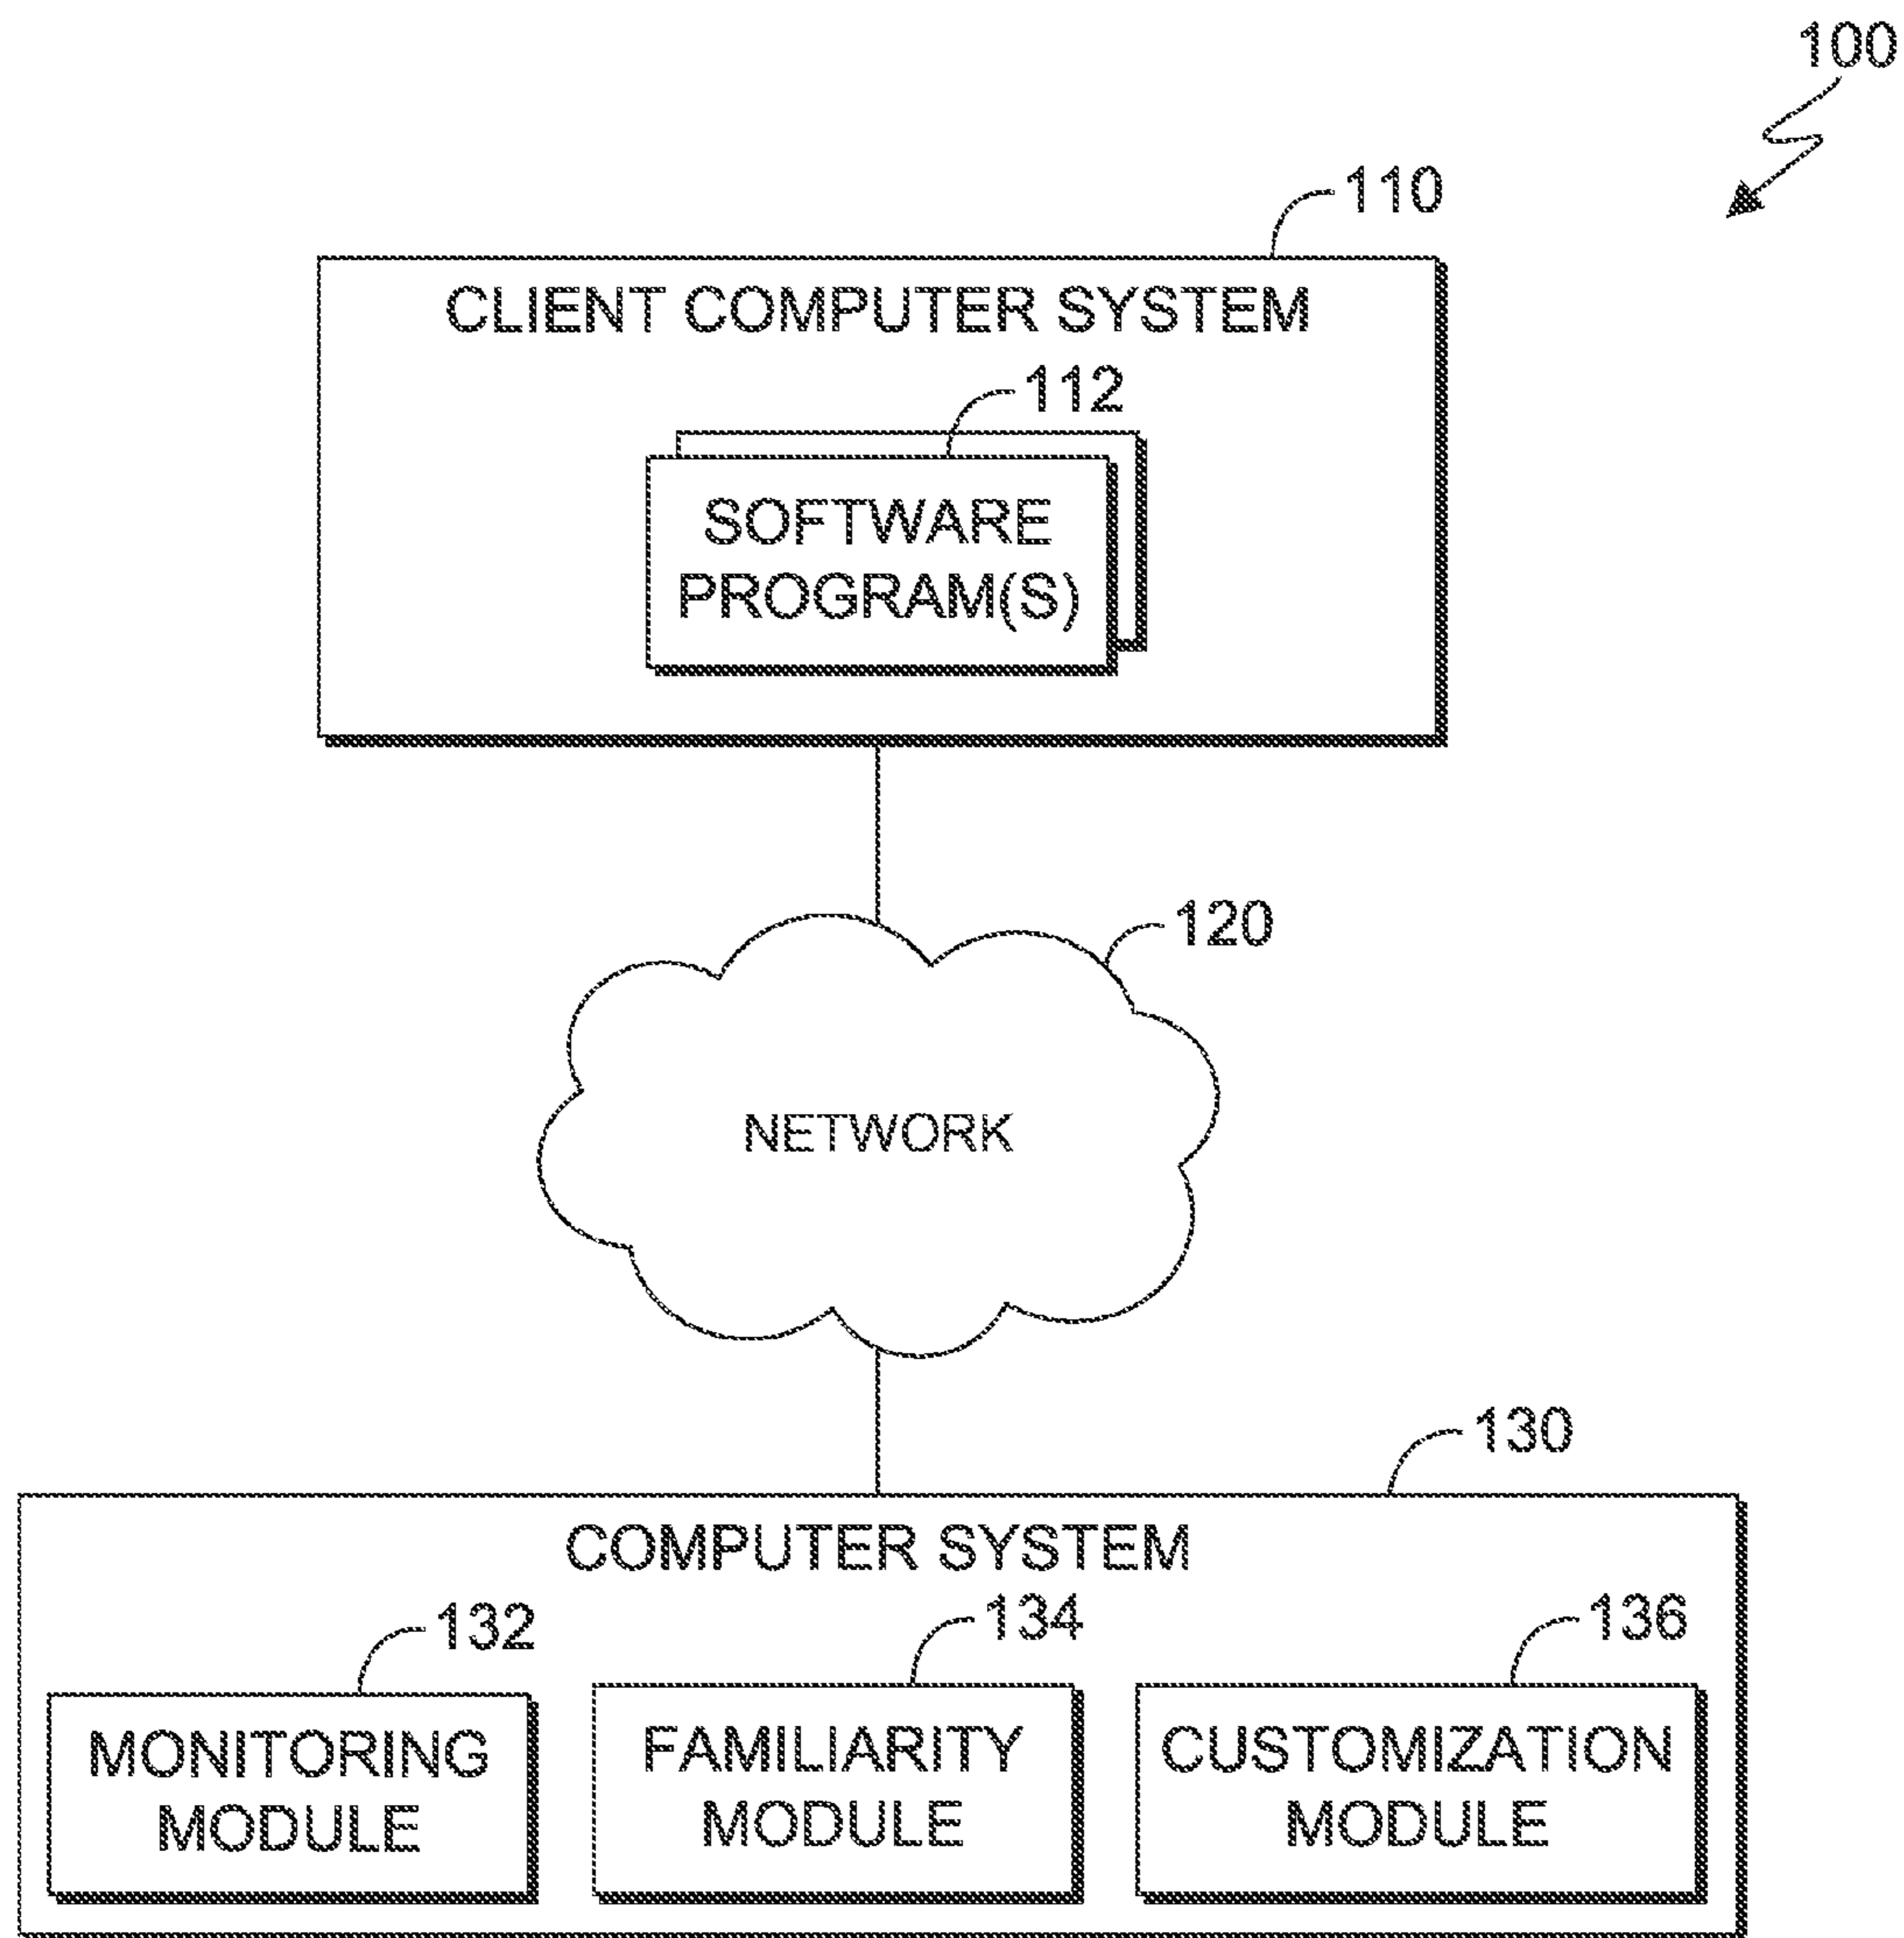 100
110
CLIENT COMPUTER SYSTEM
112
SOFTWARE
PROGRAM(S)
120
NETWORK
130
COMPUTER SYSTEM
132
134
136
MONITORING
MODULE
FAMILIARITY
MODULE
CUSTOMIZATION
MODULE